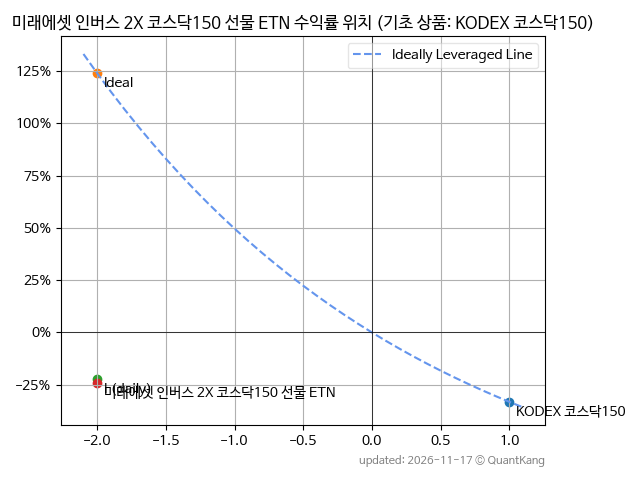 미래에셋 인버스 2X 코스닥150 선물 ETN 수익률 위치 (기초 상품: KODEX 코스닥150)
Ideally Leveraged Line
125%
100%
75%
50%
25%
0%
−25%
Ideal
미래에셋 인버스 2X 코스닥150 선물 ETN
KODEX 코스닥150
−2.0
−1.5
−1.0
−0.5
0.0
0.5
1.0
updated: 2026-11-17 © QuantKang